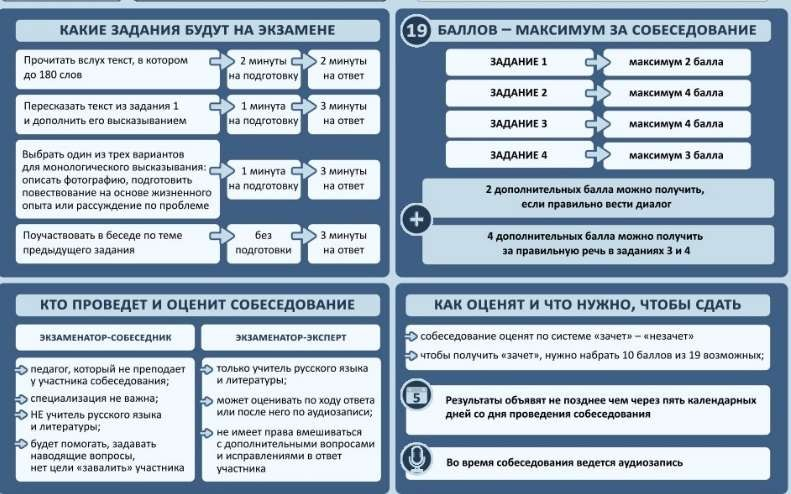 КАКИЕ ЗАДАНИЯ БУДУТ НА ЭКЗАМЕНЕ
Прочитать вслух текст, в котором
до 180 слов
2 минуты
на подготовку
2 минуты
на ответ
Пересказать текст из задания 1
и дополнить его высказыванием
1 минута
на подготовку
3 минуты
на ответ
Выбрать один из трех вариантов
для монологического высказывания:
описать фотографию, подготовить
повествование на основе жизненного
опыта или рассуждение по проблеме
1 минута
на подготовку
3 минуты
на ответ
Поучаствовать в беседе по теме
предыдущего задания
без
подготовки
3 минуты
на ответ
19 БАЛЛОВ – МАКСИМУМ ЗА СОБЕСЕДОВАНИЕ
ЗАДАНИЕ 1
максимум 2 балла
ЗАДАНИЕ 2
максимум 4 балла
ЗАДАНИЕ 3
максимум 4 балла
ЗАДАНИЕ 4
максимум 3 балла
+
2 дополнительных балла можно получить,
если правильно вести диалог
4 дополнительных балла можно получить
за правильную речь в заданиях 3 и 4
КТО ПРОВЕДЕТ И ОЦЕНИТ СОБЕСЕДОВАНИЕ
ЭКЗАМЕНАТОР-СОБЕСЕДНИК
педагог, который не преподает
у участника собеседования;
специализация не важна;
НЕ учитель русского языка
и литературы;
будет помогать, задавать
наводящие вопросы,
нет цели «завалить» участника
ЭКЗАМЕНАТОР-ЭКСПЕРТ
только учитель русского языка
и литературы;
может оценивать по ходу ответа
или после него по аудиозаписи;
не имеет права вмешиваться
с дополнительными вопросами
и исправлениями в ответ
участника
КАК ОЦЕНЯТ И ЧТО НУЖНО, ЧТОБЫ СДАТЬ
собеседование оценят по системе «зачет» – «незачет»
чтобы получить «зачет», нужно набрать 10 баллов из 19 возможных;
5
Результаты объявят не позднее чем через пять календарных
дней со дня проведения собеседования
Во время собеседования ведется аудиозапись